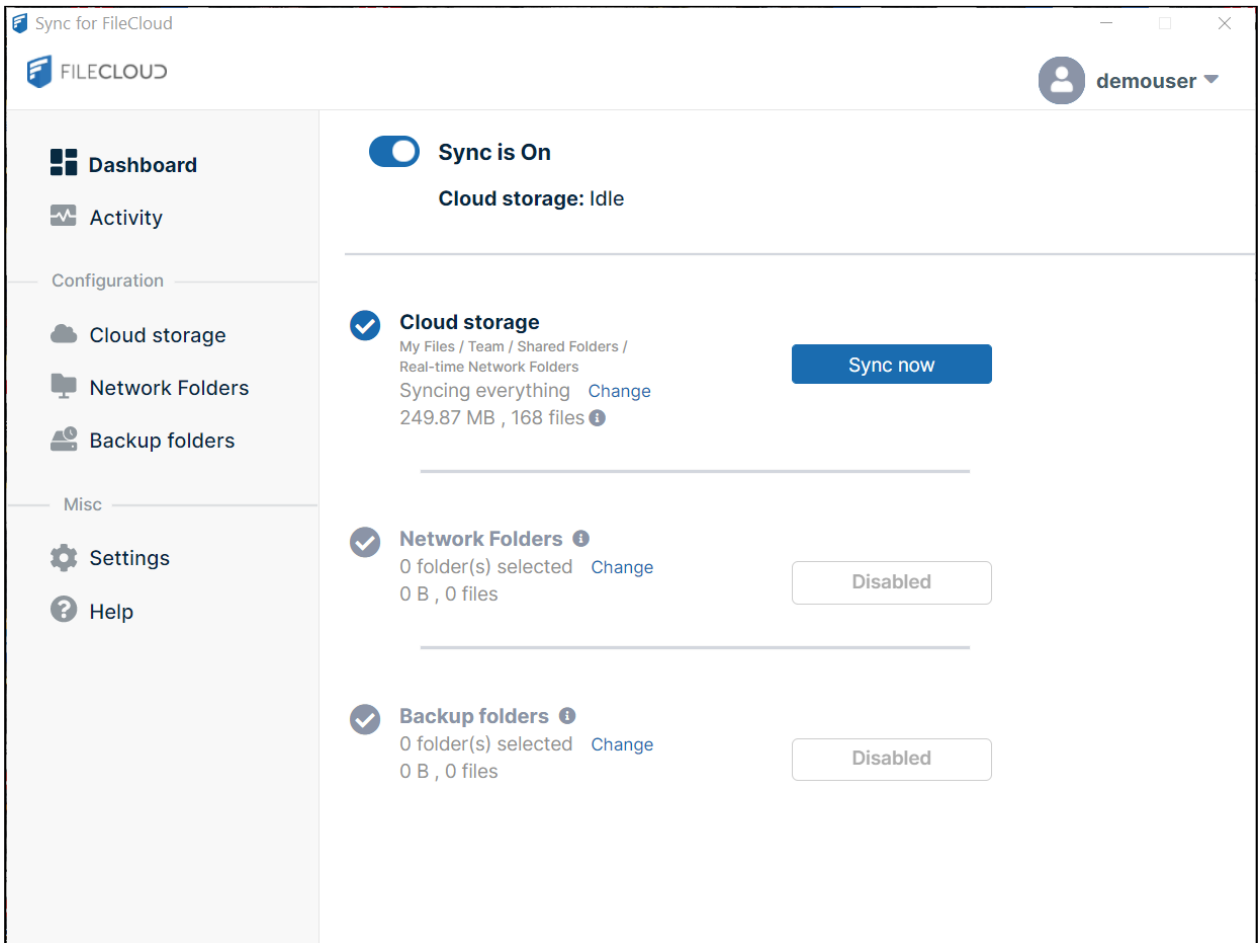 Sync for FileCloud
FILECLOUD
demouser
Dashboard
Activity
Configuration
Cloud storage
Network Folders
Backup folders
Misc
Settings
Help
Sync is On
Cloud storage: Idle
Cloud storage
My Files / Team / Shared Folders /
Real-time Network Folders
Syncing everything Change
249.87 MB , 168 files
Sync now
Network Folders
0 folder(s) selected Change
0 B , 0 files
Disabled
Backup folders
0 folder(s) selected Change
0 B , 0 files
Disabled